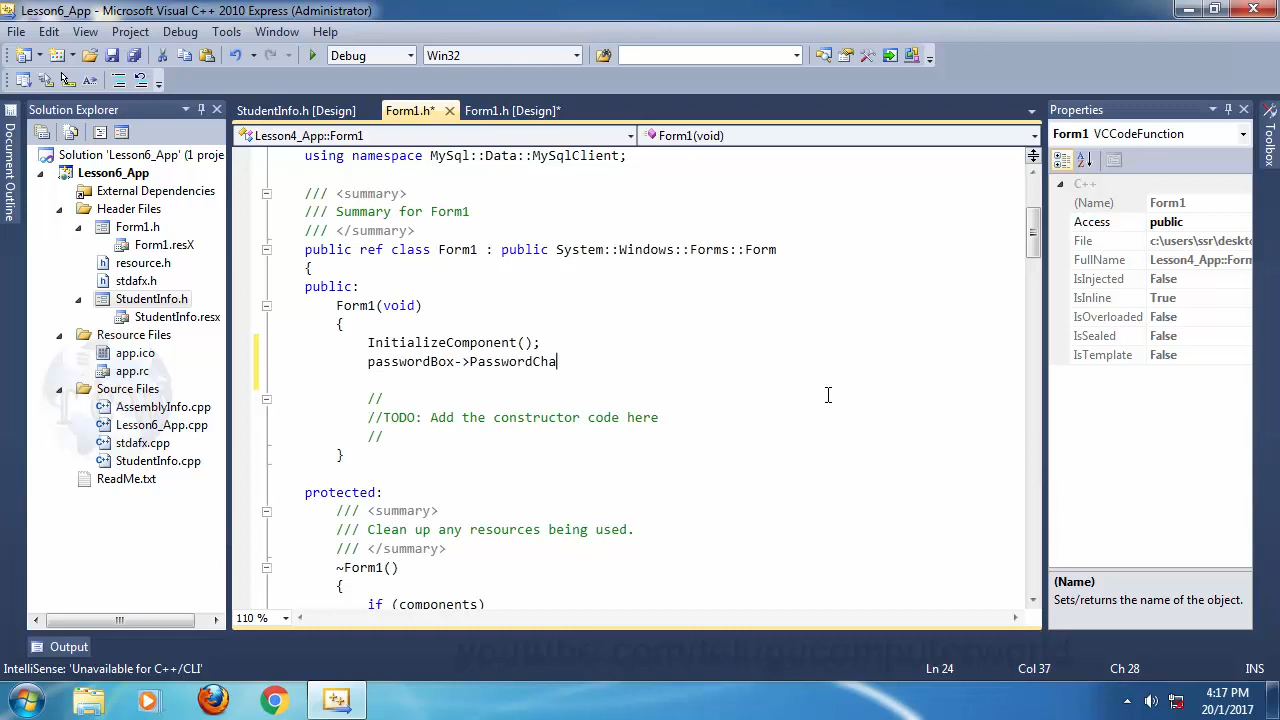 Lesson6_App - Microsoft Visual C++ 2010 Express (Administrator)
File Edit View Project Debug Tools Window Help
Debug Win32
Solution Explorer
StudentInfo.h [Design] Form1.h* Form1.h [Design]*
Properties
Toolbox
Document Outline
Lesson4_App::Form1 Form1(void)
Form1 VCCodeFunction
Solution 'Lesson6_App' (1 proje
Lesson6_App
External Dependencies
Header Files
Form1.h
Form1.resX
resource.h
stdafx.h
StudentInfo.h
StudentInfo.resx
Resource Files
app.ico
app.rc
Source Files
AssemblyInfo.cpp
Lesson6_App.cpp
stdafx.cpp
StudentInfo.cpp
ReadMe.txt
using namespace MySql::Data::MySqlClient;
/// <summary>
/// Summary for Form1
/// </summary>
public ref class Form1 : public System::Windows::Forms::Form
{
public:
Form1(void)
{
InitializeComponent();
passwordBox->PasswordCha
//
//TODO: Add the constructor code here
//
}
protected:
/// <summary>
/// Clean up any resources being used.
/// </summary>
~Form1()
{
if (components)
110 %
C++
(Name) Form1
Access public
File c:\users\ssr\deskto
FullName Lesson4_App::Form
IsInjected False
IsInline True
IsOverloaded False
IsSealed False
IsTemplate False
(Name)
Sets/returns the name of the object.
Output
IntelliSense: 'Unavailable for C++/CLI'
Ln 24 Col 37 Ch 28 INS
4:17 PM
20/1/2017